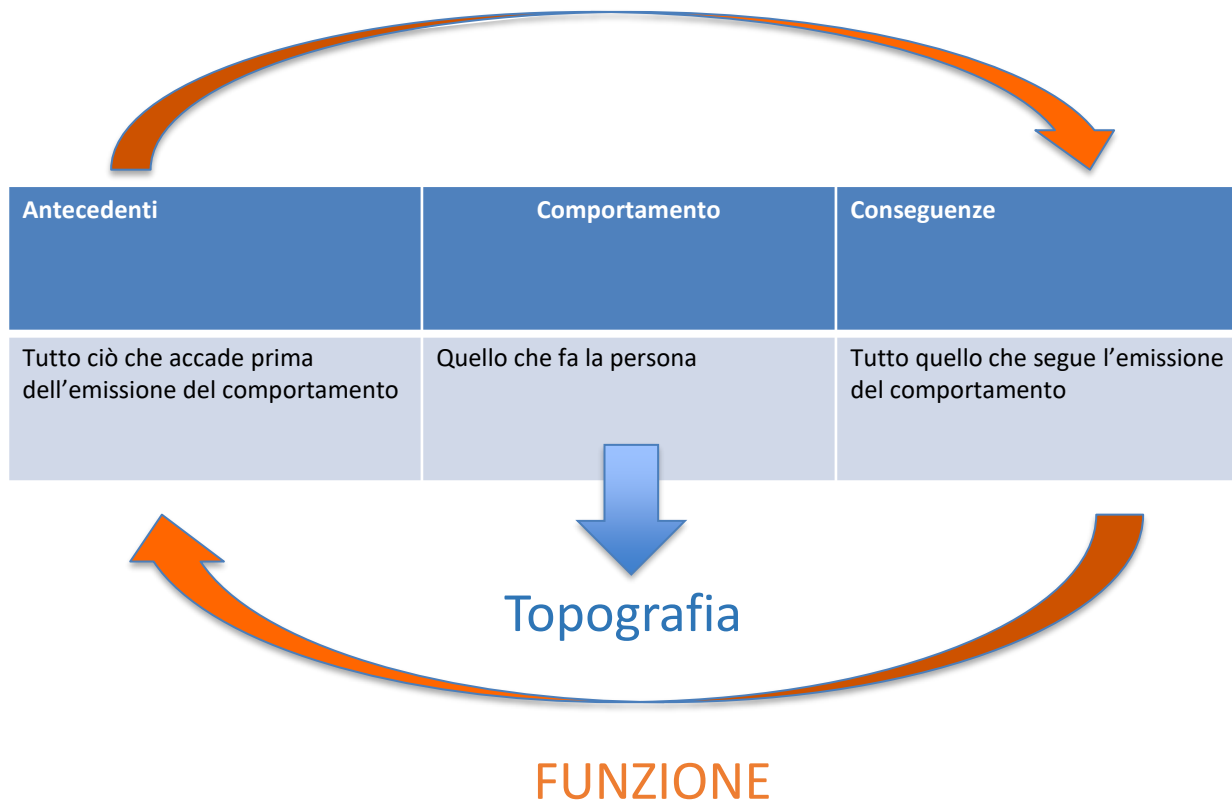 Antecedenti
Comportamento
Conseguenze
Tutto ciò che accade prima
dell’emissione del comportamento
Quello che fa la persona
Tutto quello che segue l’emissione
del comportamento
Topografia
FUNZIONE